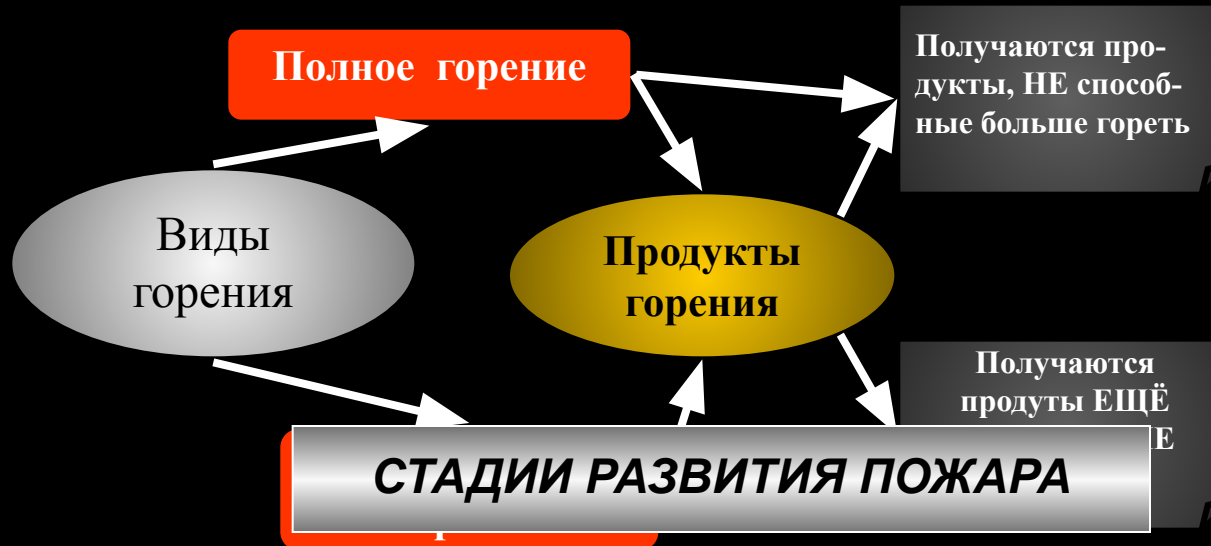 Полное горение
Получаются про-
дукты, НЕ способ-
ные больше гореть
Виды
горения
Продукты
горения
Получаются
продуты ЕЩЁ
СТАДИИ РАЗВИТИЯ ПОЖАРА